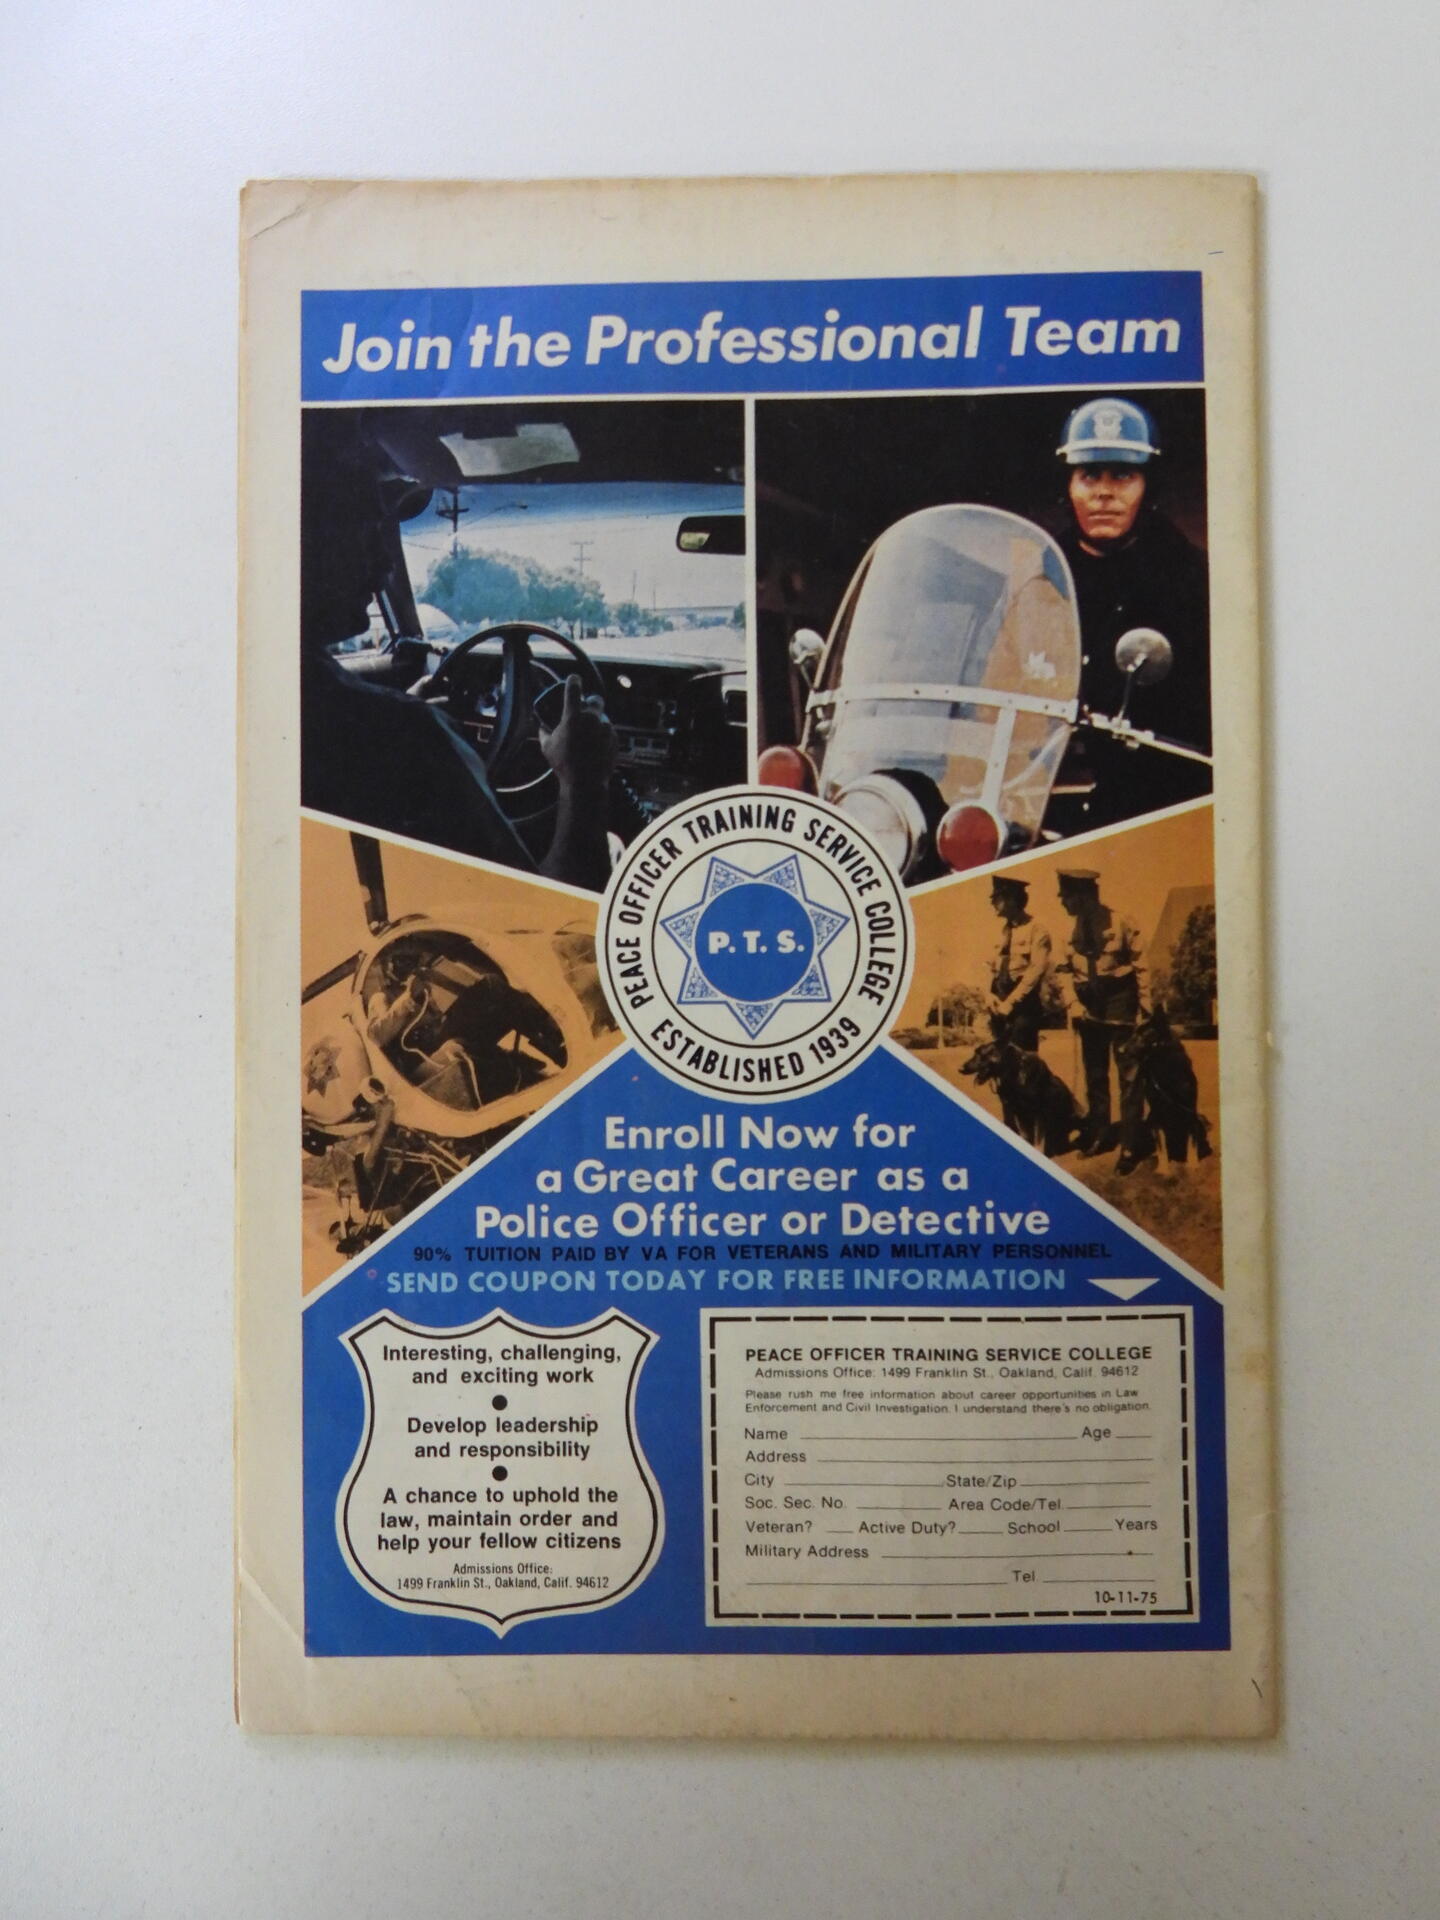 Join the Professional Team
PEACE OFFICER TRAINING SERVICE COLLEGE
P. T. S.
ESTABLISHED 1939
Enroll Now for
a Great Career as a
Police Officer or Detective
90% TUITION PAID BY VA FOR VETERANS AND MILITARY PERSONNEL
SEND COUPON TODAY FOR FREE INFORMATION
Interesting, challenging,
and exciting work
Develop leadership
and responsibility
A chance to uphold the
law, maintain order and
help your fellow citizens
Admissions Office:
1499 Franklin St., Oakland, Calif. 94612
PEACE OFFICER TRAINING SERVICE COLLEGE
Admissions Office: 1499 Franklin St., Oakland, Calif. 94612
Please rush me free information about career opportunities in Law
Enforcement and Civil Investigation. I understand there's no obligation.
Name Age
Address
City State/Zip
Soc. Sec. No. Area Code/Tel.
Veteran? Active Duty? School Years
Military Address
Tel
10-11-75